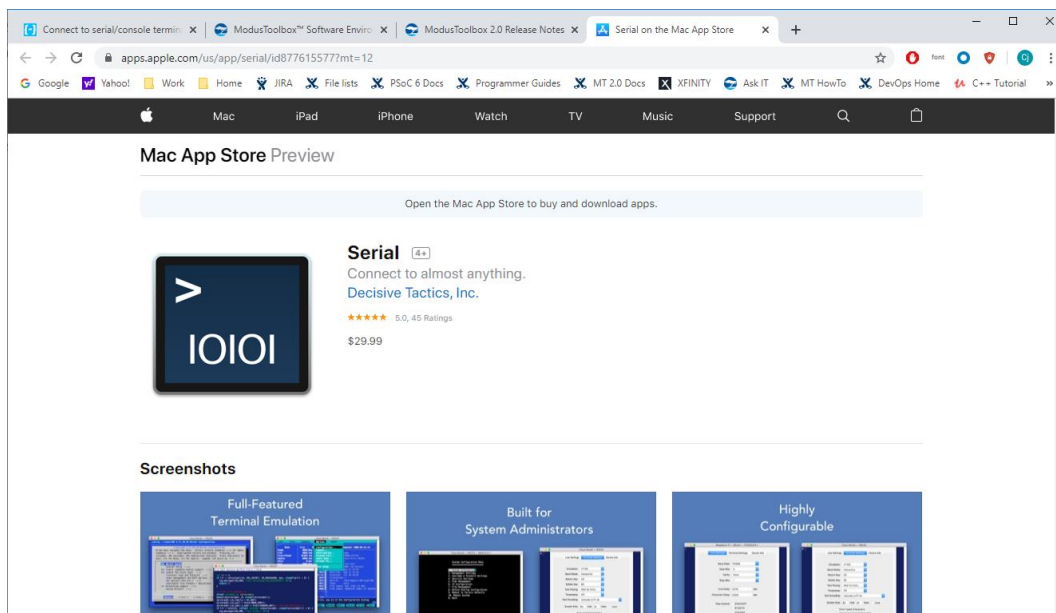 Connect to serial/console termin
ModusToolbox™ Software Enviro
ModusToolbox 2.0 Release Notes
Serial on the Mac App Store
apps.apple.com/us/app/serial/id877615577?mt=12
font
Cj
Google Yahoo! Work Home JIRA File lists PSoC 6 Docs Programmer Guides MT 2.0 Docs XFINITY Ask IT MT HowTo DevOps Home C++ Tutorial »
Mac iPad iPhone Watch TV Music Support
Mac App Store Preview
Open the Mac App Store to buy and download apps.
Serial 4+
Connect to almost anything.
Decisive Tactics, Inc.
★★★★★ 5.0, 45 Ratings
$29.99
>
IOIOI
Screenshots
Full-Featured
Terminal Emulation
Built for
System Administrators
Highly
Configurable